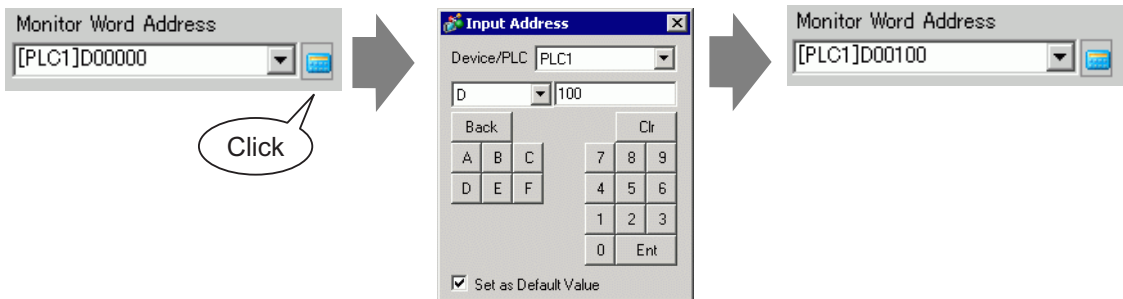 Monitor Word Address
[PLC1]D00000
Click
Input Address
Device/PLC PLC1
D 100
Back Clr
A B C 7 8 9
D E F 4 5 6
1 2 3
0 Ent
Set as Default Value
Monitor Word Address
[PLC1]D00100